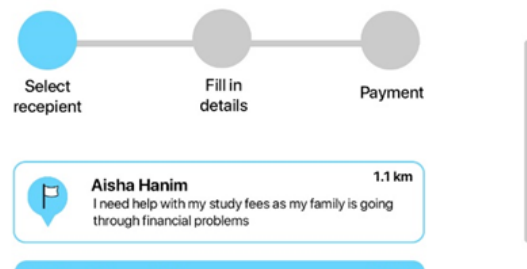 Select
recepient
Fill in
details
Payment
Aisha Hanim
1.1 km
I need help with my study fees as my family is going
through financial problems